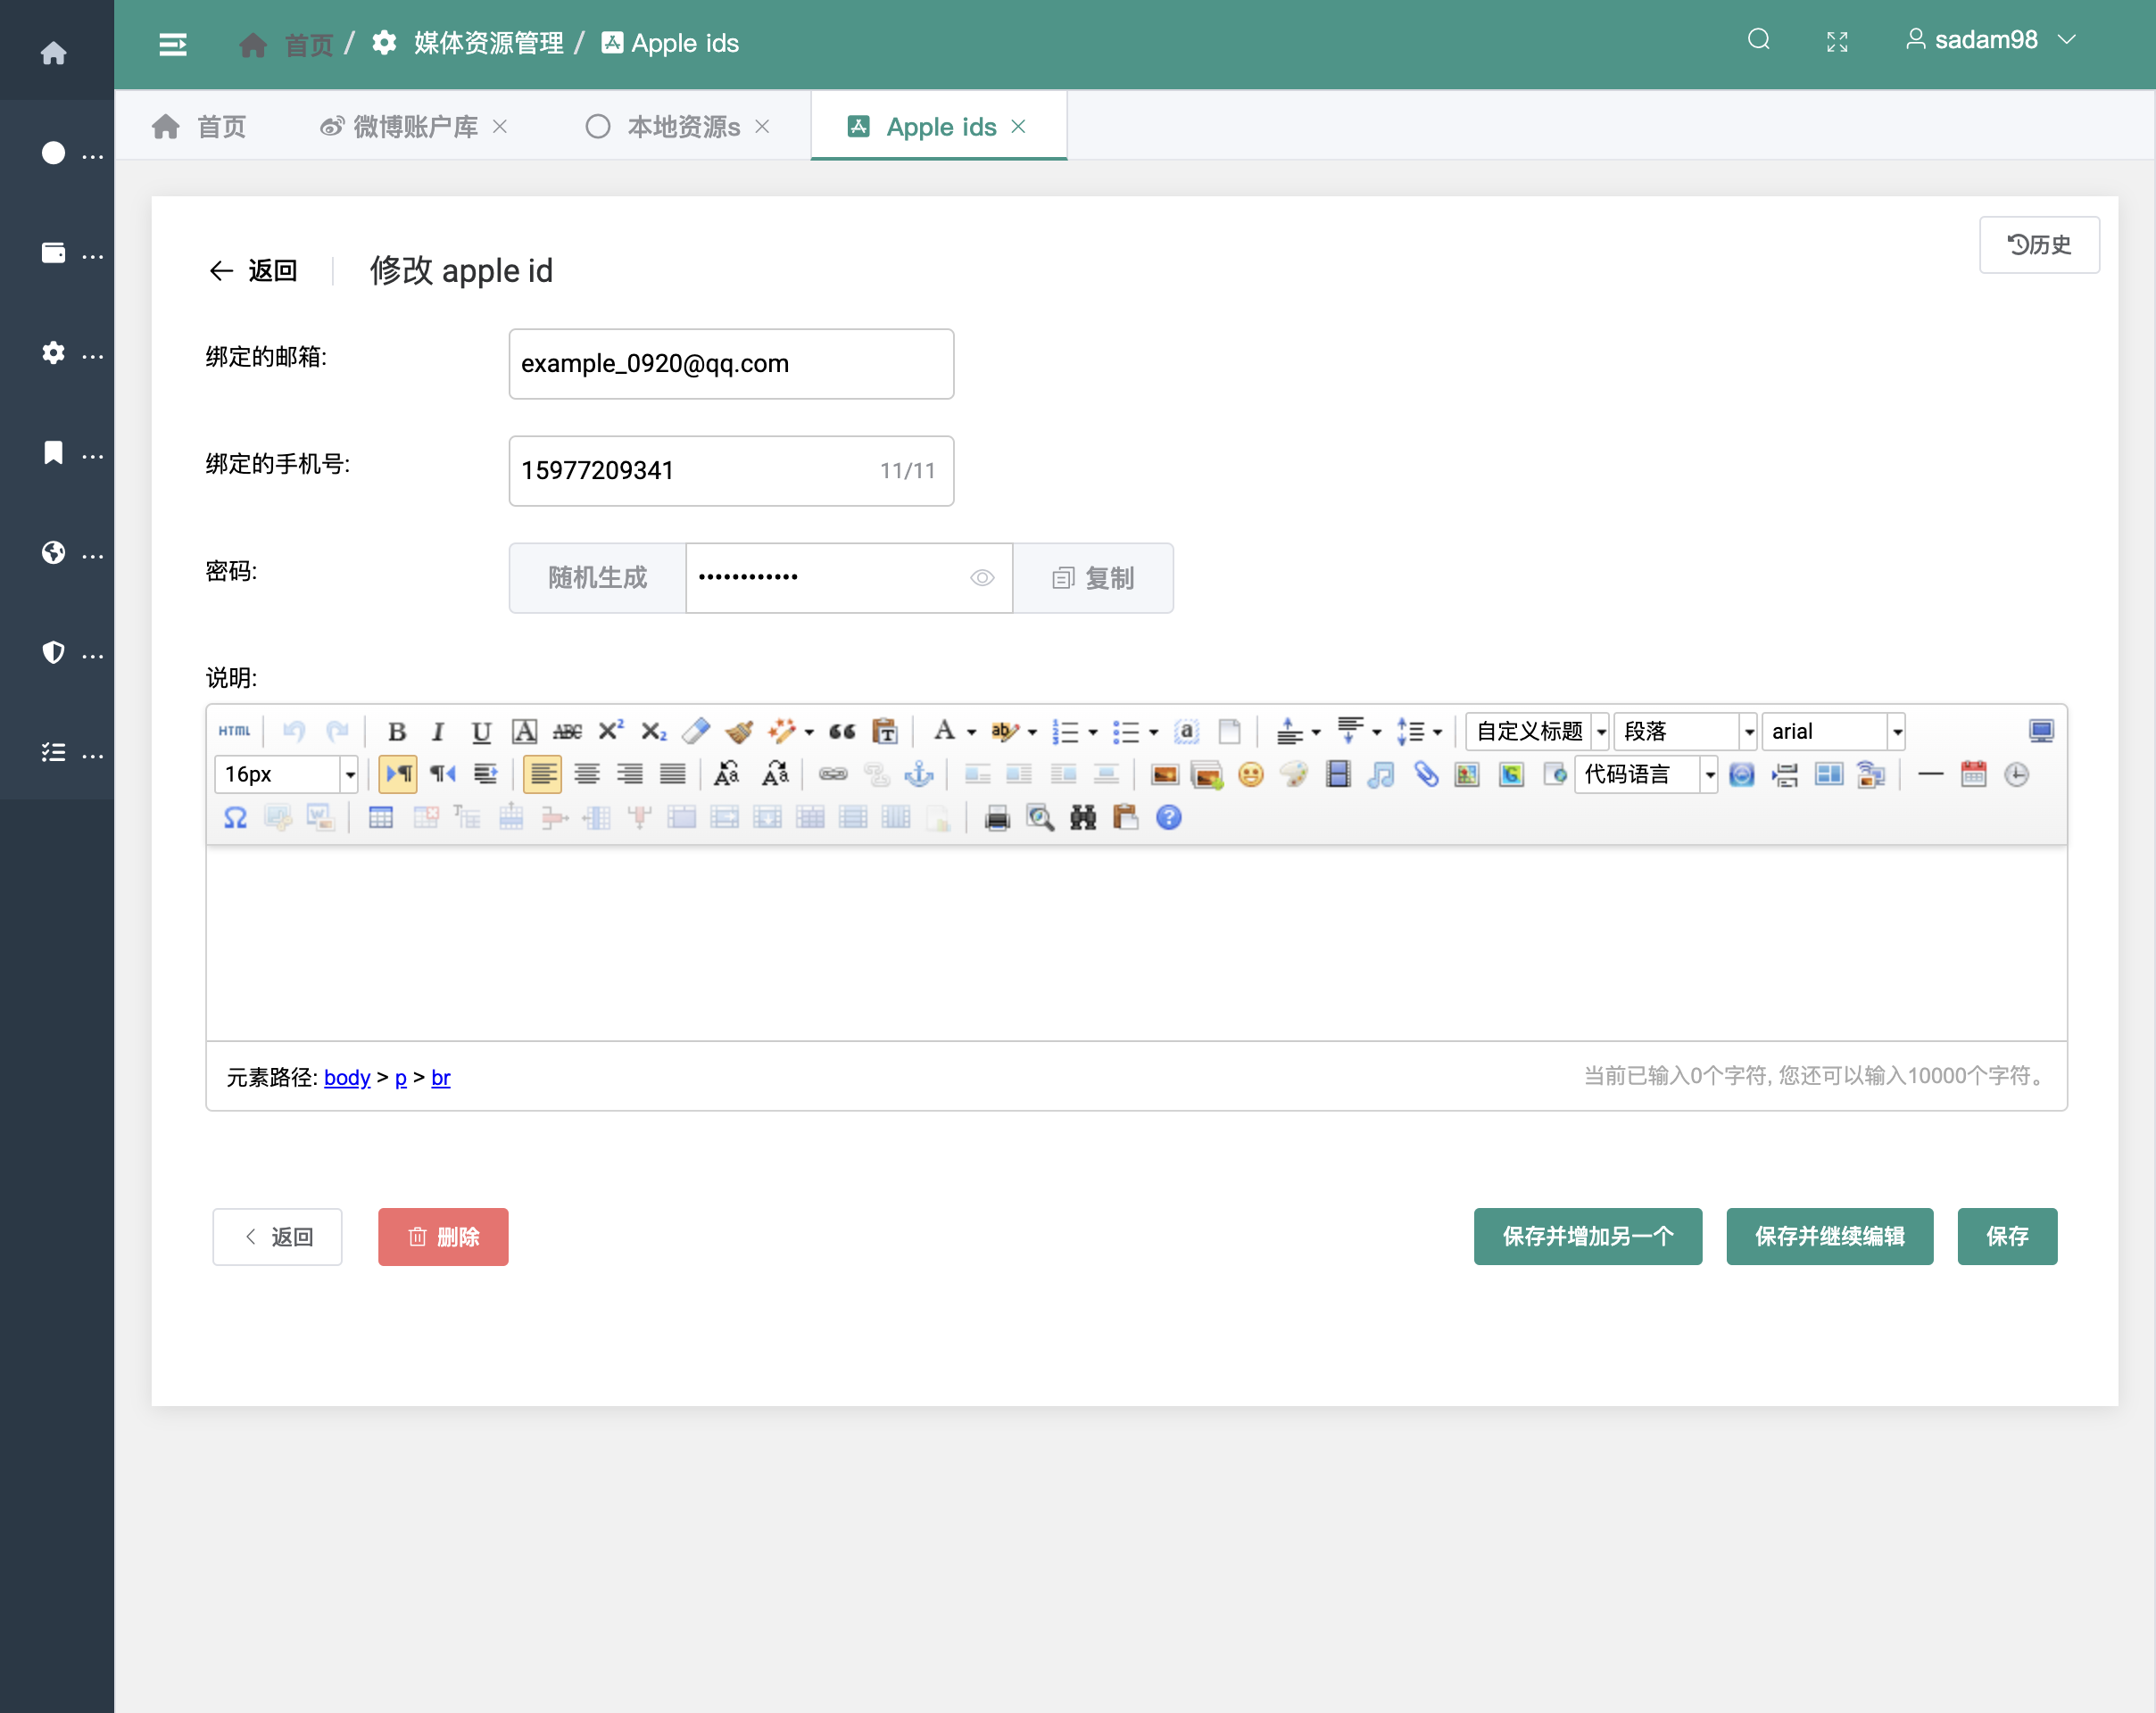 首页 / 媒体资源管理 / Apple ids
sadam98
首页 微博账户库 本地资源s Apple ids
历史
返回 修改 apple id
绑定的邮箱: example_0920@qq.com
绑定的手机号: 15977209341 11/11
密码: 随机生成 •••••••••••• 复制
说明:
HTML B I U A ABC X² X₂ A ab 自定义标题 段落 arial
16px 代码语言
元素路径: body > p > br 当前已输入0个字符, 您还可以输入10000个字符。
返回 删除 保存并增加另一个 保存并继续编辑 保存